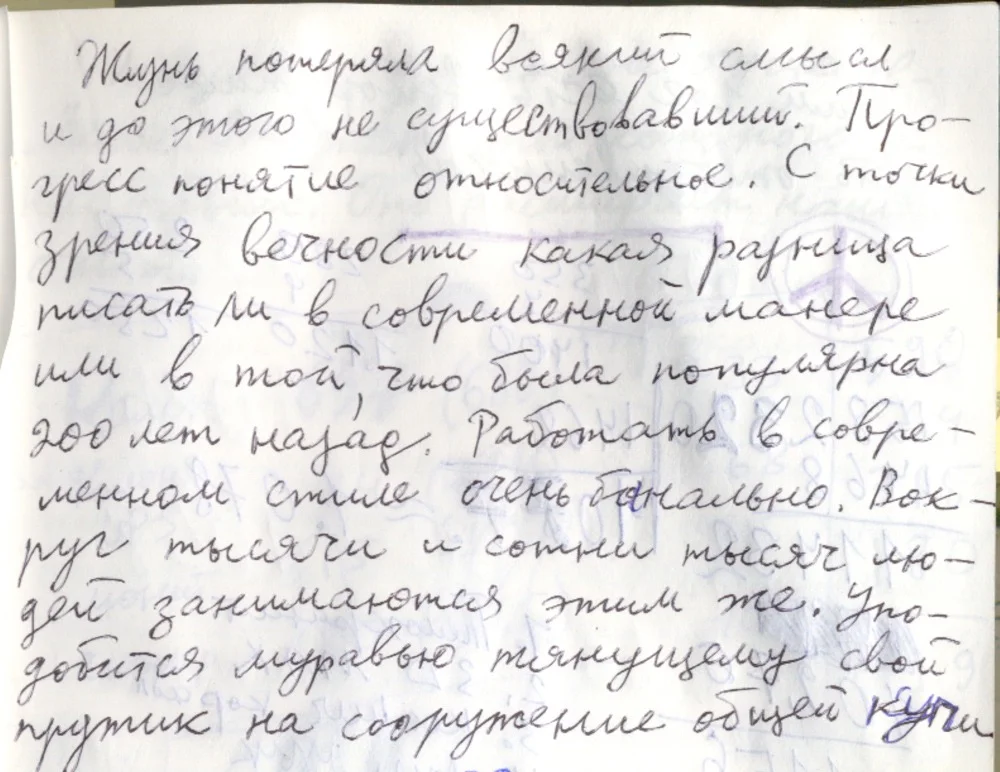 Жизнь потеряла всякий смысл
и до этого не существовавший. Про-
гресс понятие относительное. С точки
зрения вечности какая разница
писать ли в современной манере
или в той, что была популярна
200 лет назад. Работать в совре-
менном стиле очень банально. Вок-
руг тысячи и сотни тысяч лю-
дей занимаются этим же. Упо-
добится муравью тянущему свой
прутик на сооружение общей кучи